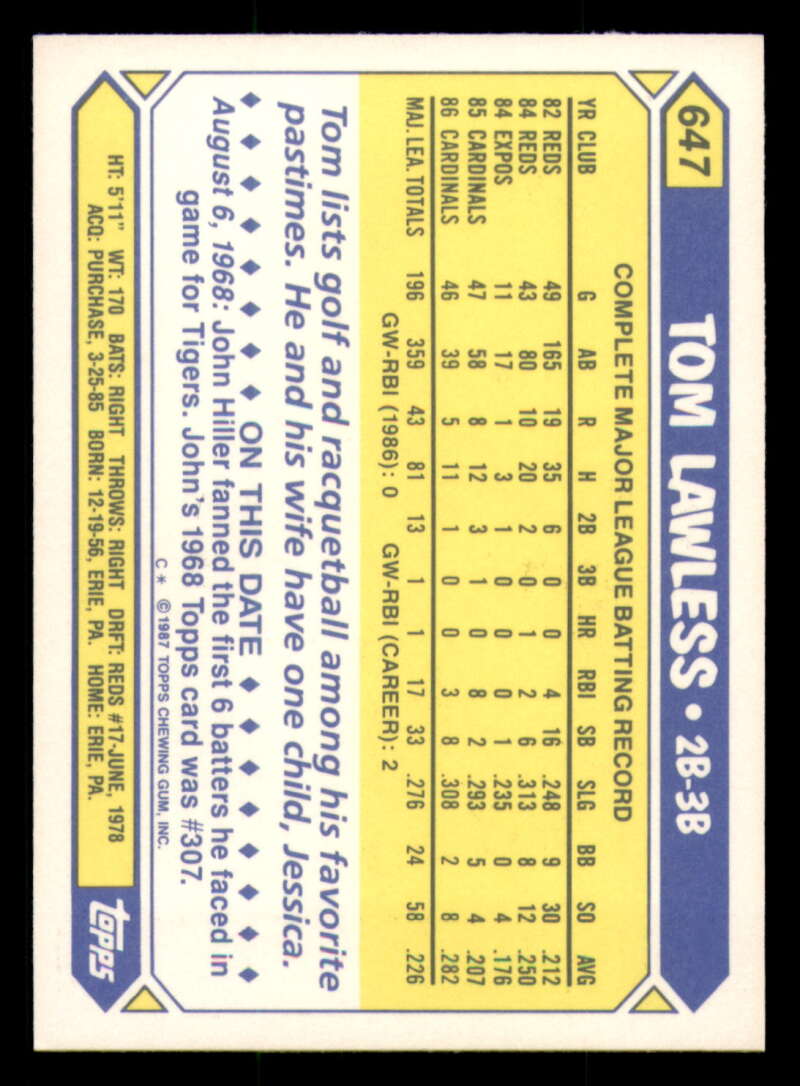 647 TOM LAWLESS • 2B-3B
COMPLETE MAJOR LEAGUE BATTING RECORD
YR CLUB G AB R H 2B 3B HR RBI SB SLG BB SO AVG
82 REDS 49 165 19 35 6 0 0 4 16 .248 9 30 .212
84 REDS 43 80 10 20 2 0 1 2 6 .313 8 12 .250
84 EXPOS 11 17 1 3 1 0 0 0 1 .235 0 4 .176
85 CARDINALS 47 58 8 12 3 1 0 8 2 .293 5 4 .207
86 CARDINALS 46 39 5 11 1 0 0 3 8 .308 2 8 .282
MAJ. LEA. TOTALS 196 359 43 81 13 1 1 17 33 .276 24 58 .226
GW-RBI (1986): 0 GW-RBI (CAREER): 2
Tom lists golf and racquetball among his favorite
pastimes. He and his wife have one child, Jessica.
◆ ◆ ◆ ◆ ◆ ◆ ◆ ON THIS DATE ◆ ◆ ◆ ◆ ◆ ◆ ◆
August 6, 1968: John Hiller fanned the first 6 batters he faced in
game for Tigers. John's 1968 Topps card was #307.
C * ©1987 TOPPS CHEWING GUM, INC.
HT: 5'11" WT: 170 BATS: RIGHT THROWS: RIGHT DRFT: REDS #17-JUNE, 1978
ACQ: PURCHASE, 3-25-85 BORN: 12-19-56, ERIE, PA. HOME: ERIE, PA.
topps